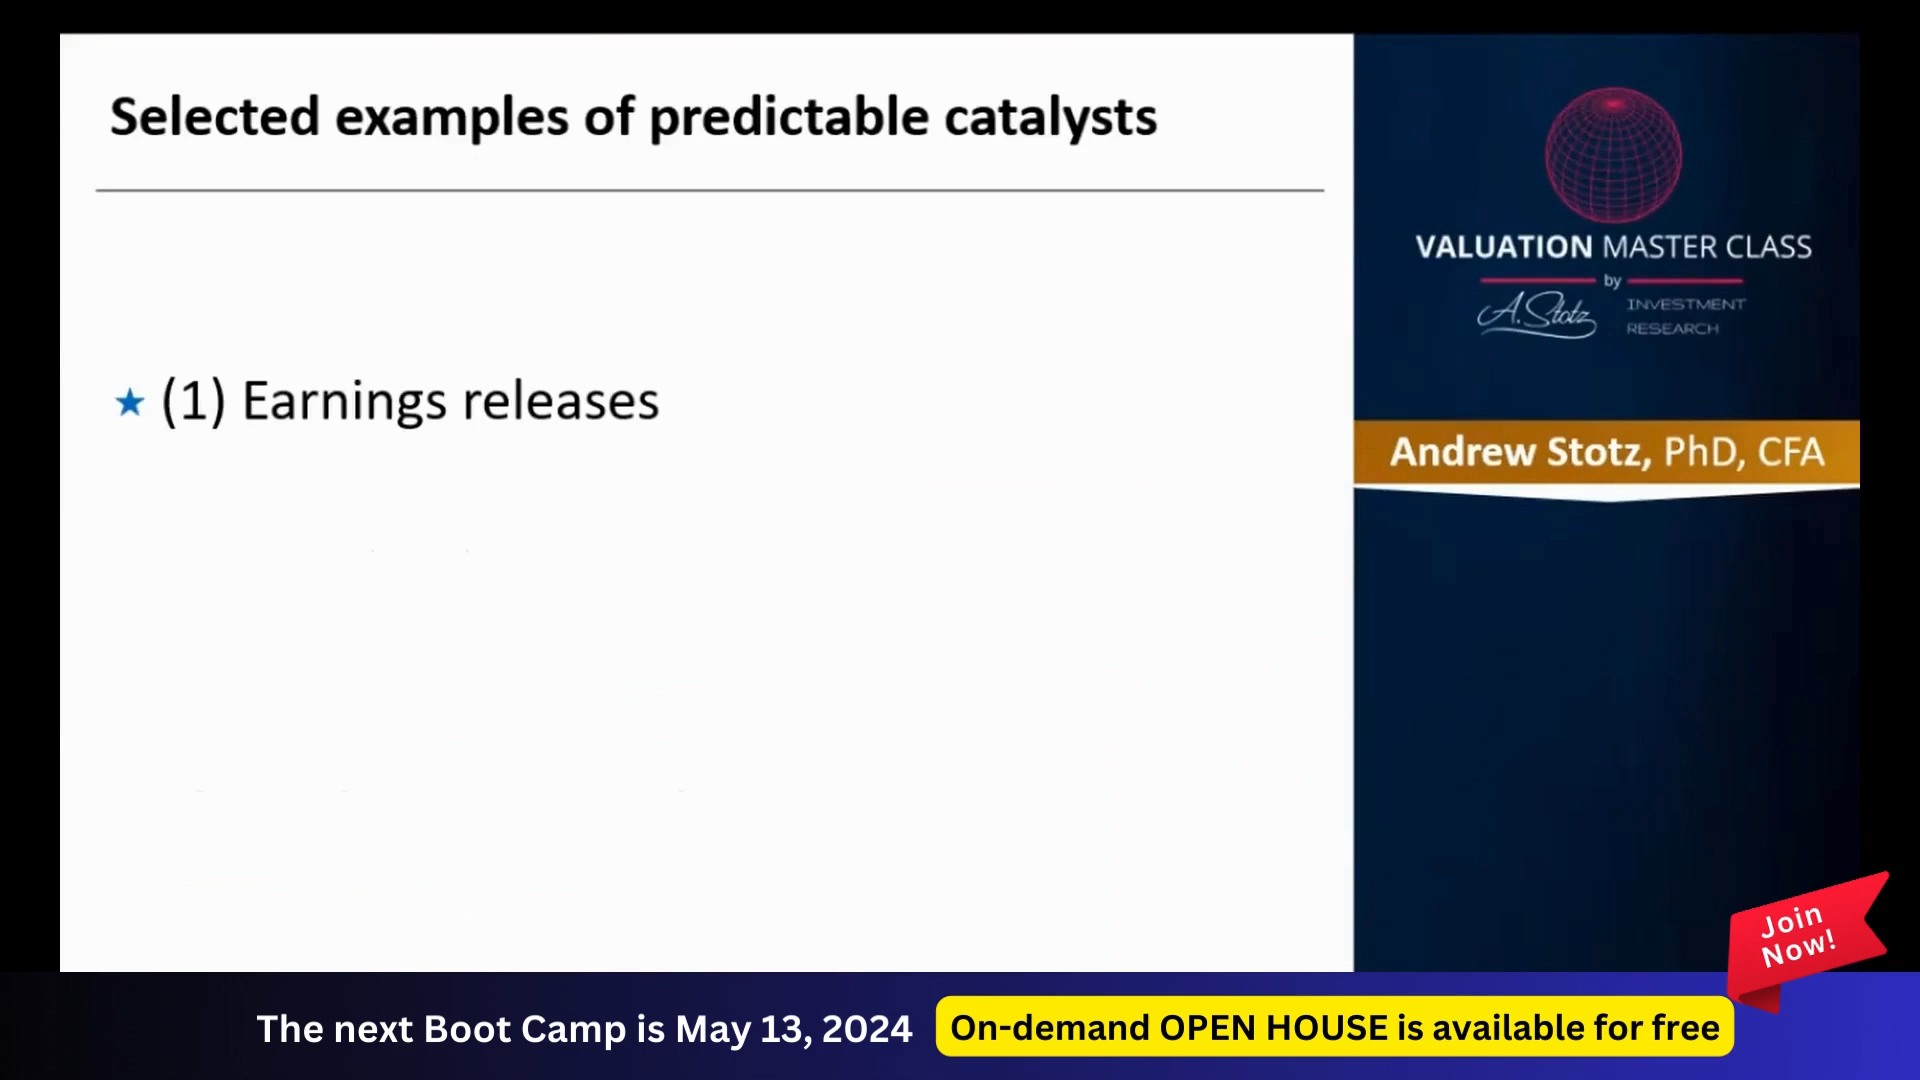 Selected examples of predictable catalysts
★ (1) Earnings releases
VALUATION MASTER CLASS
by
A.Stotz INVESTMENT
RESEARCH
Andrew Stotz, PhD, CFA
Join
Now!
The next Boot Camp is May 13, 2024 On-demand OPEN HOUSE is available for free